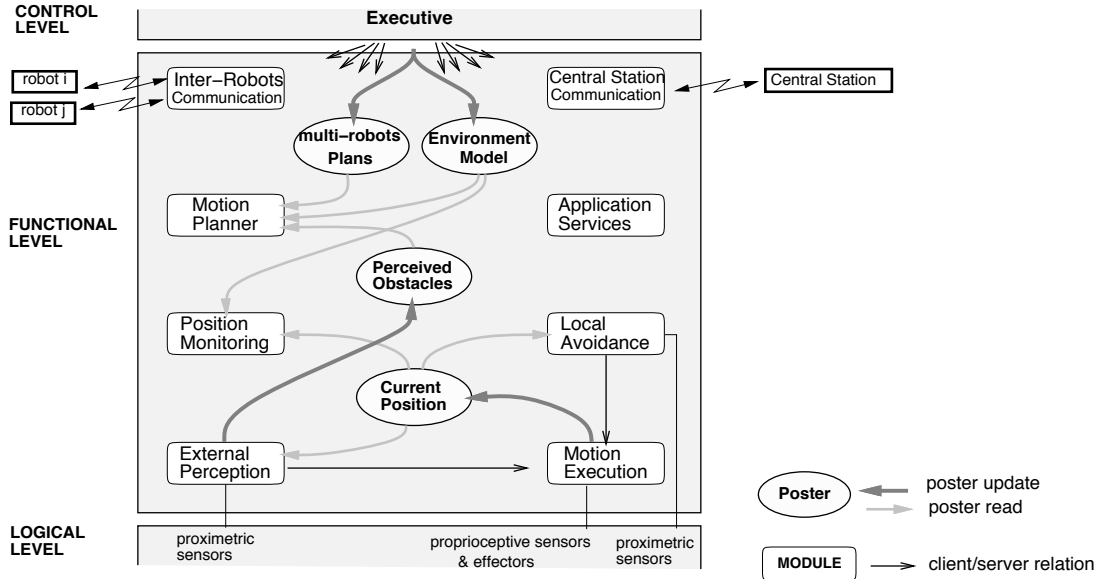 CONTROL
LEVEL
Executive
robot i
robot j
Inter–Robots
Communication
Central Station
Communication
Central Station
multi–robots
Plans
Environment
Model
Motion
Planner
Application
Services
FUNCTIONAL
LEVEL
Perceived
Obstacles
Position
Monitoring
Local
Avoidance
Current
Position
External
Perception
Motion
Execution
Poster
poster update
poster read
LOGICAL
LEVEL
proximetric
sensors
proprioceptive sensors
& effectors
proximetric
sensors
MODULE
client/server relation